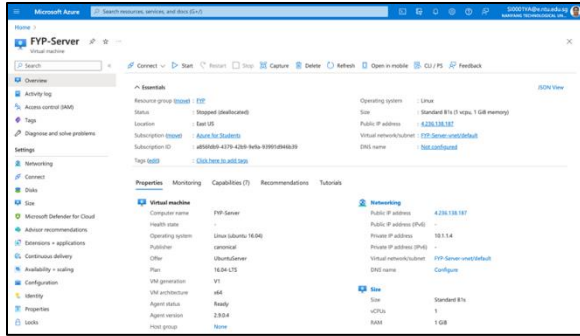 Microsoft Azure
Search resources, services, and docs (G+/)
Home >
FYP-Server
Virtual machine
Search
Connect Start Restart Stop Capture Delete Refresh Open in mobile CLI / PS Feedback
Overview
Activity log
Access control (IAM)
Tags
Diagnose and solve problems
Settings
Networking
Connect
Disks
Size
Microsoft Defender for Cloud
Advisor recommendations
Extensions + applications
Continuous delivery
Availability + scaling
Configuration
Identity
Properties
Locks
Essentials
JSON View
Resource group (move) : FYP
Status : Stopped (deallocated)
Location : East US
Subscription (move) : Azure for Students
Subscription ID
Tags (edit) : Click here to add tags
Operating system : Linux
Size : Standard B1s (1 vcpu, 1 GiB memory)
Public IP address : 4.236.138.187
Virtual network/subnet : FYP-Server-vnet/default
DNS name : Not configured
Properties Monitoring Capabilities (7) Recommendations Tutorials
Virtual machine
Computer name FYP-Server
Health state -
Operating system Linux (ubuntu 16.04)
Publisher canonical
Offer UbuntuServer
Plan 16.04-LTS
VM generation V1
VM architecture x64
Agent status Ready
Agent version 2.9.0.4
Host group None
Networking
Public IP address 4.236.138.187
Public IP address (IPv6) -
Private IP address 10.1.1.4
Private IP address (IPv6) -
Virtual network/subnet FYP-Server-vnet/default
DNS name Configure
Size
Size Standard B1s
vCPUs 1
RAM 1 GiB